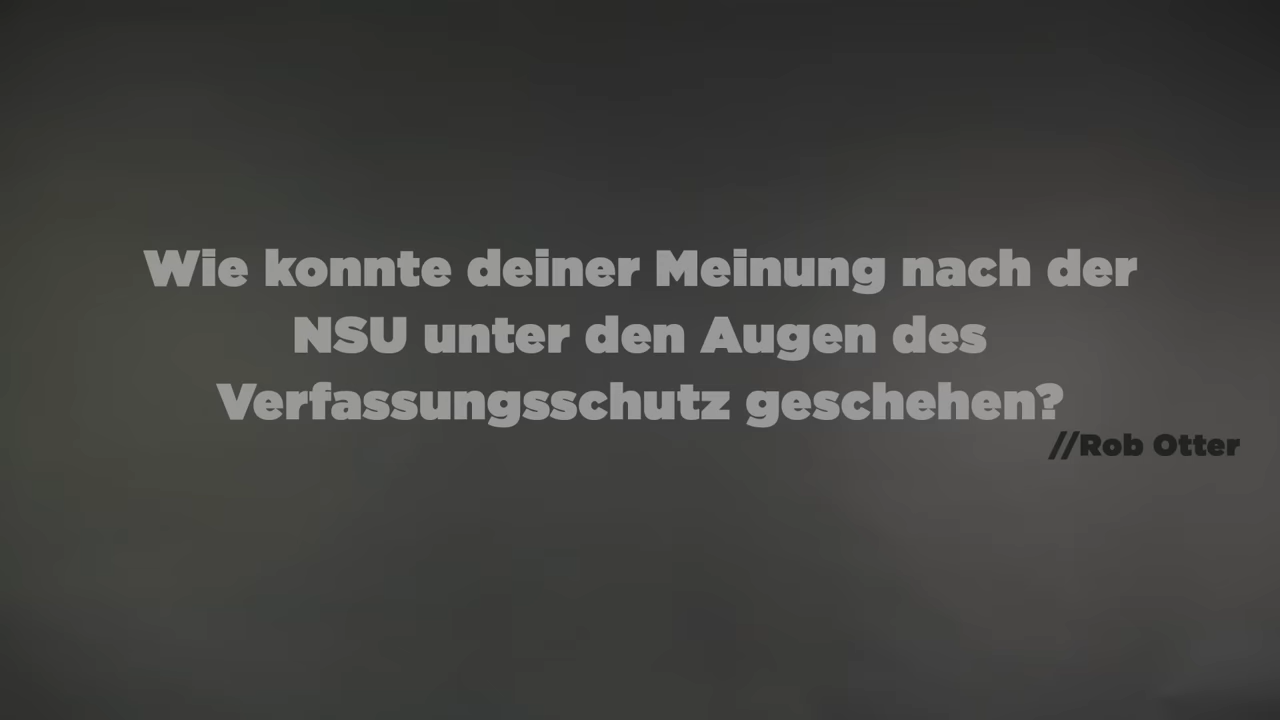 Wie konnte deiner Meinung nach der
NSU unter den Augen des
Verfassungsschutz geschehen?
//Rob Otter